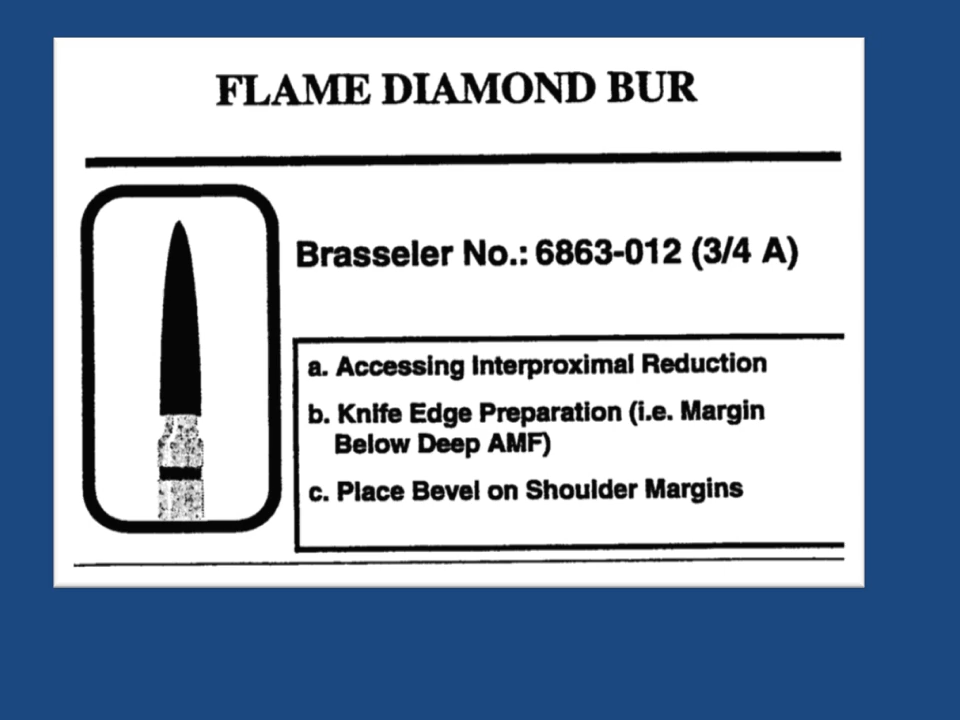 FLAME DIAMOND BUR
Brasseler No.: 6863-012 (3/4 A)
a. Accessing Interproximal Reduction
b. Knife Edge Preparation (i.e. Margin
Below Deep AMF)
c. Place Bevel on Shoulder Margins